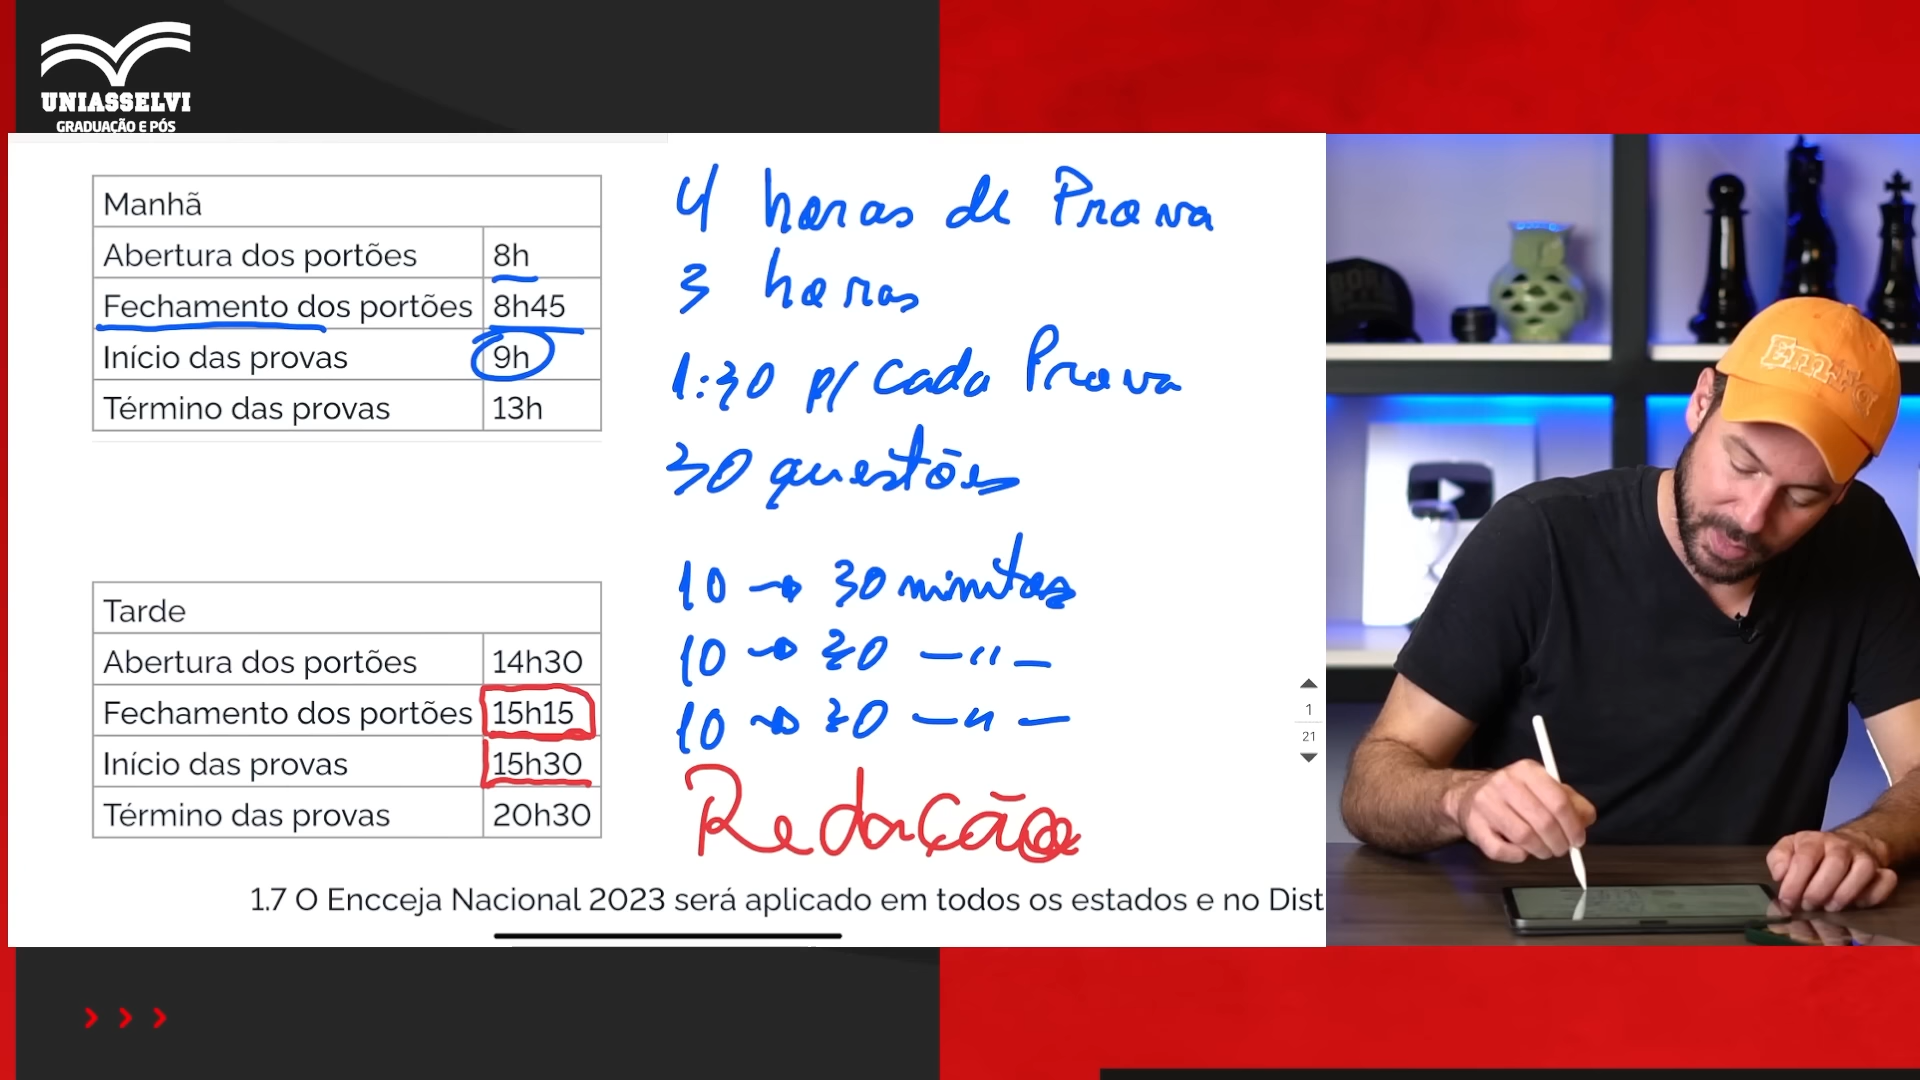 UNIASSELVI
GRADUAÇÃO E PÓS
Manhã
Abertura dos portões 8h
Fechamento dos portões 8h45
Início das provas 9h
Término das provas 13h
Tarde
Abertura dos portões 14h30
Fechamento dos portões 15h15
Início das provas 15h30
Término das provas 20h30
4 horas de Prova
3 horas
1:30 p/ cada Prova
30 questões
10 → 30 minutos
10 → 30 —"—
10 → 30 —"—
Redação
1.7 O Encceja Nacional 2023 será aplicado em todos os estados e no Dist
1
21